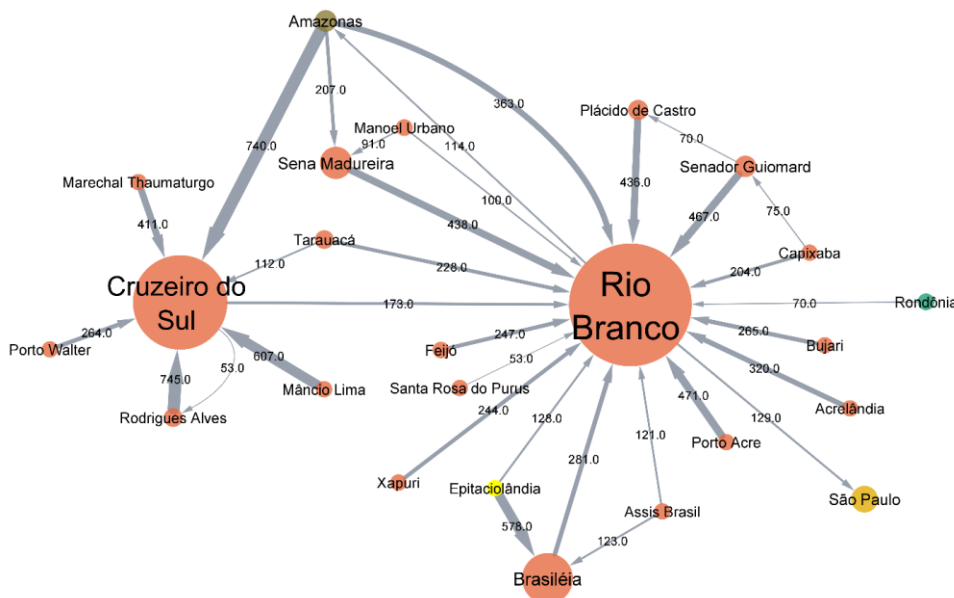 Amazonas
207.0
363.0
Plácido de Castro
Manoel Urbano
91.0
114.0
70.0
740.0
Sena Madureira
Senador Guiomard
Marechal Thaumaturgo
436.0
100.0
467.0
75.0
411.0
438.0
Tarauacá
Capixaba
112.0
228.0
204.0
Cruzeiro do
Sul
Rio
Branco
173.0
70.0
Rondônia
264.0
Porto Walter
247.0
Feijó
265.0
Bujari
607.0
53.0
745.0
53.0
320.0
Santa Rosa do Purus
Mâncio Lima
244.0
Acrelândia
Rodrigues Alves
128.0
471.0
129.0
121.0
Porto Acre
281.0
Xapuri
Epitaciolândia
São Paulo
Assis Brasil
578.0
123.0
Brasiléia